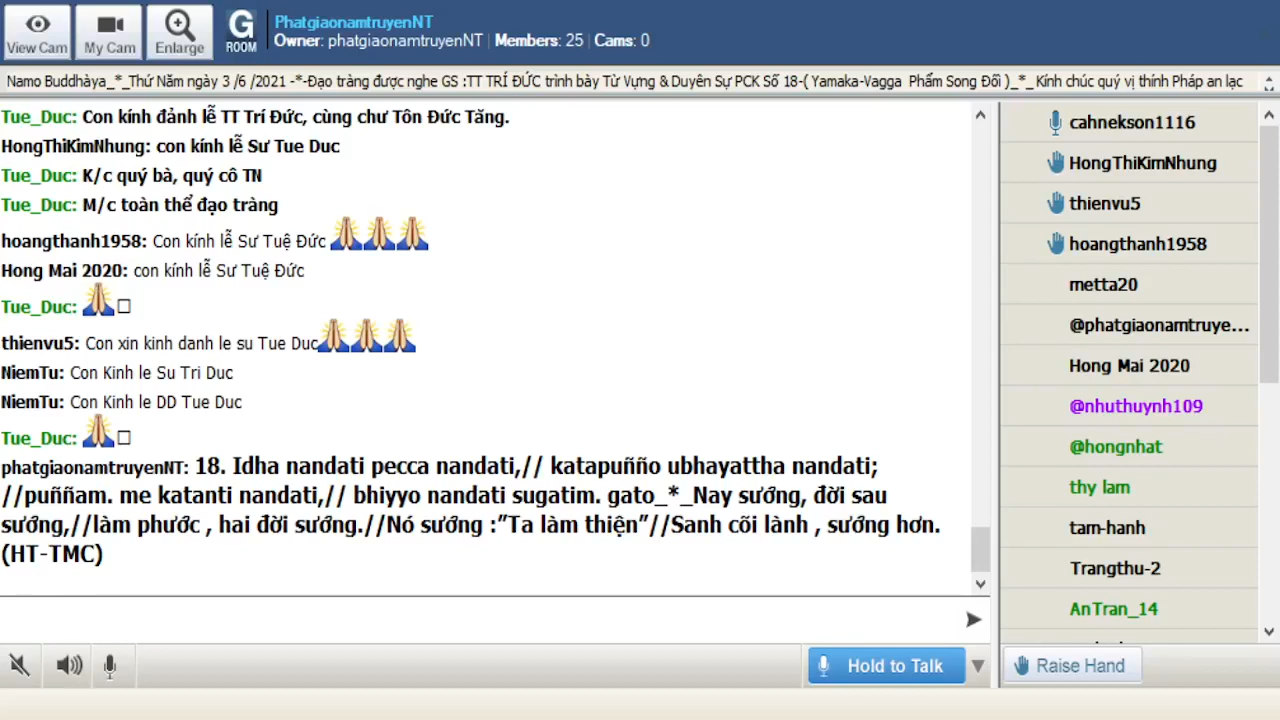 View Cam
My Cam
Enlarge
G
ROOM
PhatgiaonamtruyenNT
Owner: phatgiaonamtruyenNT | Members: 25 | Cams: 0
Namo Buddhàya_*_Thứ Năm ngày 3 /6 /2021 -*-Đạo tràng được nghe GS :TT TRÍ ĐỨC trình bày Từ Vựng & Duyên Sự PCK Số 18-( Yamaka-Vagga Phẩm Song Đối )_*_ Kính chúc quý vị thính Pháp an lạc
Tue_Duc: Con kính đảnh lễ TT Trí Đức, cùng chư Tôn Đức Tăng.
HongThiKimNhung: con kính lễ Sư Tue Duc
Tue_Duc: K/c quý bà, quý cô TN
Tue_Duc: M/c toàn thể đạo tràng
hoangthanh1958: Con kính lễ Sư Tuệ Đức
Hong Mai 2020: con kính lễ Sư Tuệ Đức
Tue_Duc:
thienvu5: Con xin kinh danh le su Tue Duc
NiemTu: Con Kinh le Su Tri Duc
NiemTu: Con Kinh le DD Tue Duc
Tue_Duc:
phatgiaonamtruyenNT: 18. Idha nandati pecca nandati,// katapuñño ubhayattha nandati;
//puññam. me katanti nandati,// bhiyyo nandati sugatim. gato_*_Nay sướng, đời sau
sướng,//làm phước , hai đời sướng.//Nó sướng :”Ta làm thiện”//Sanh cõi lành , sướng hơn.
(HT-TMC)
cahnekson1116
HongThiKimNhung
thienvu5
hoangthanh1958
metta20
@phatgiaonamtruye...
Hong Mai 2020
@nhuthuynh109
@hongnhat
thy lam
tam-hanh
Trangthu-2
AnTran_14
Hold to Talk
Raise Hand